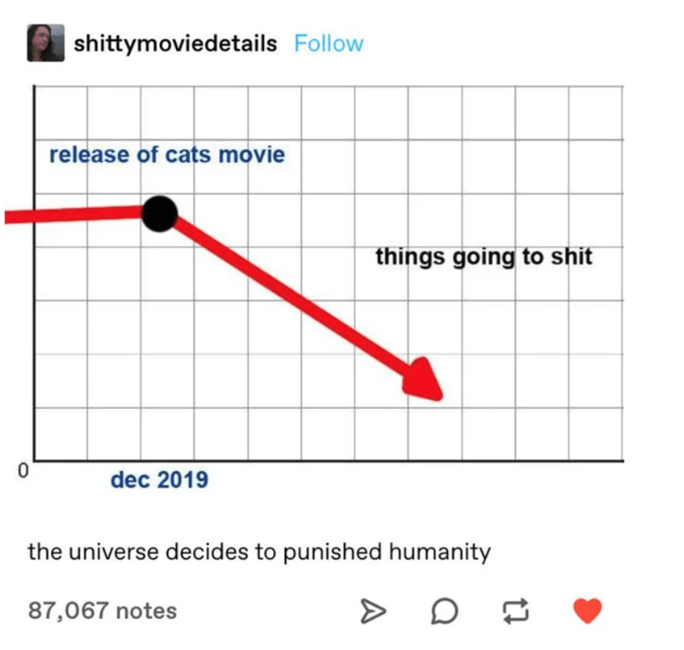 shittymoviedetails Follow
release of cats movie
things going to shit
0
dec 2019
the universe decides to punished humanity
87,067 notes